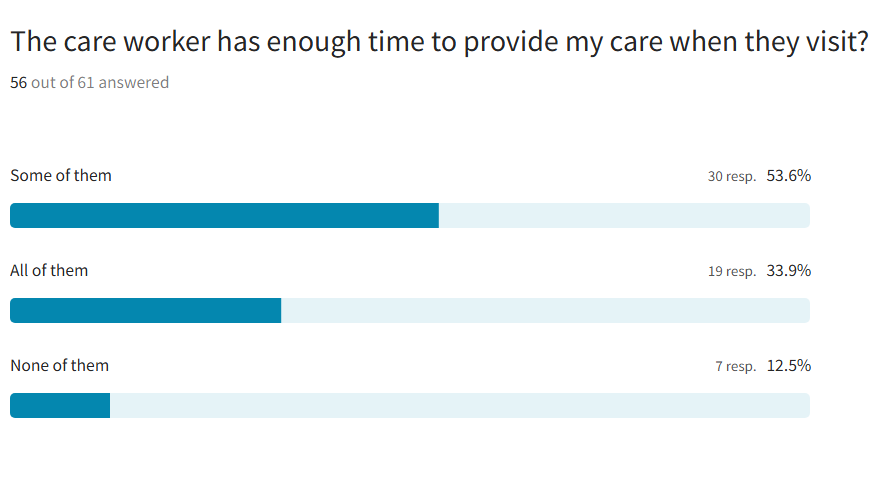 The care worker has enough time to provide my care when they visit?
56 out of 61 answered
Some of them 30 resp. 53.6%
All of them 19 resp. 33.9%
None of them 7 resp. 12.5%